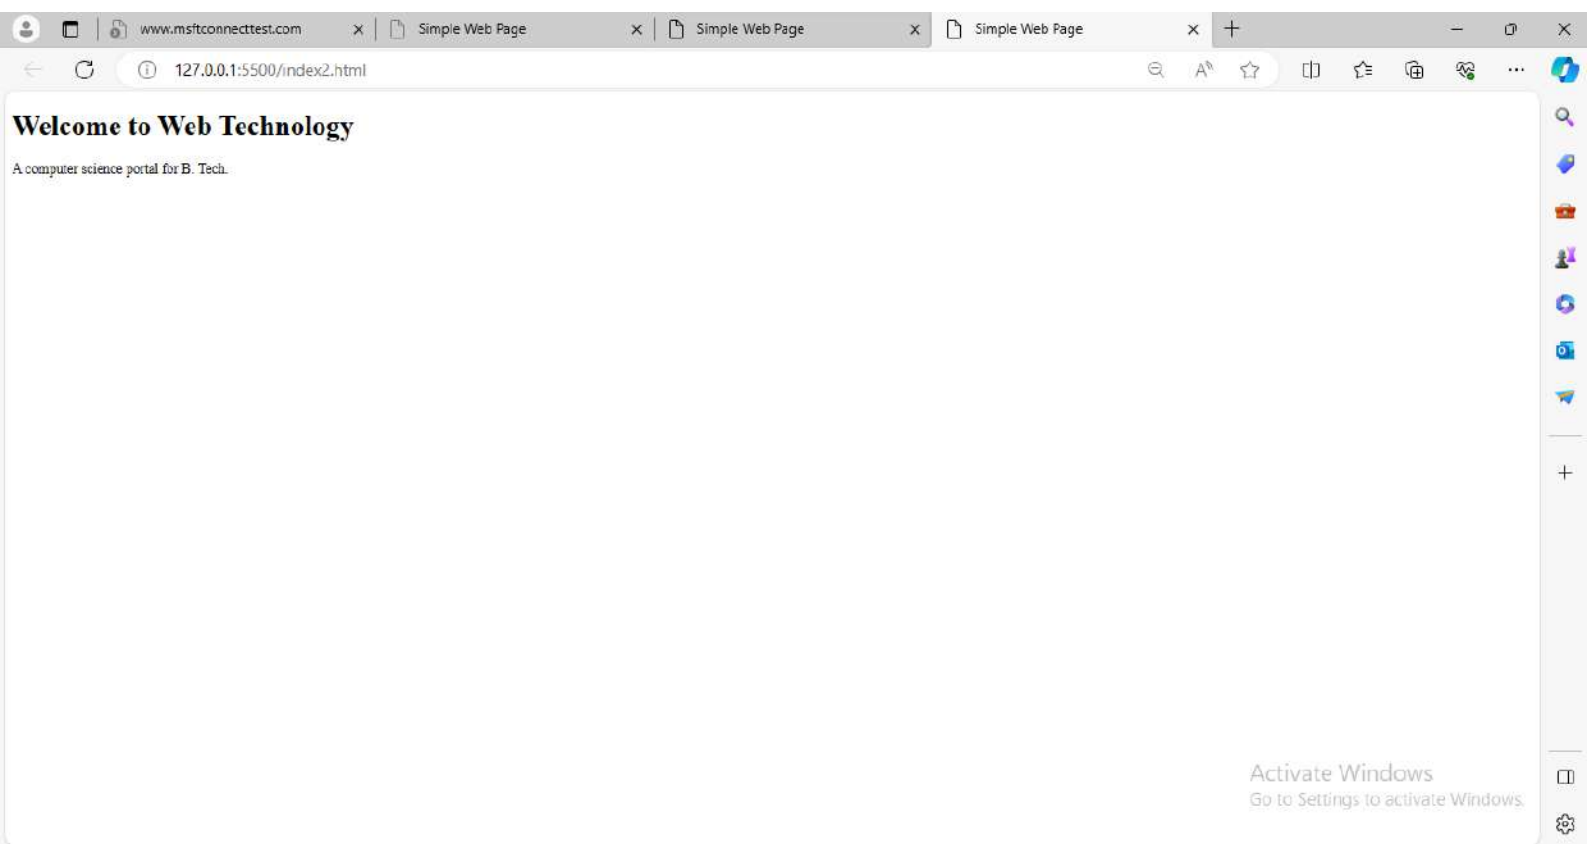 www.msftconnecttest.com
Simple Web Page
Simple Web Page
Simple Web Page
127.0.0.1:5500/index2.html
Welcome to Web Technology
A computer science portal for B. Tech.
Activate Windows
Go to Settings to activate Windows.